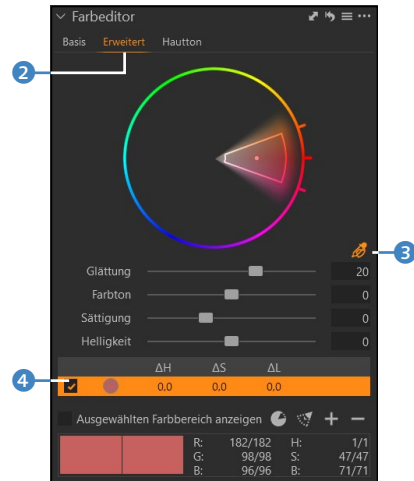 Farbeditor
Basis Erweitert Hautton
2
3
Glättung 20
Farbton 0
Sättigung 0
Helligkeit 0
ΔH ΔS ΔL
4
0,0 0,0 0,0
Ausgewählten Farbbereich anzeigen
R: 182/182 H: 1/1
G: 98/98 S: 47/47
B: 96/96 B: 71/71